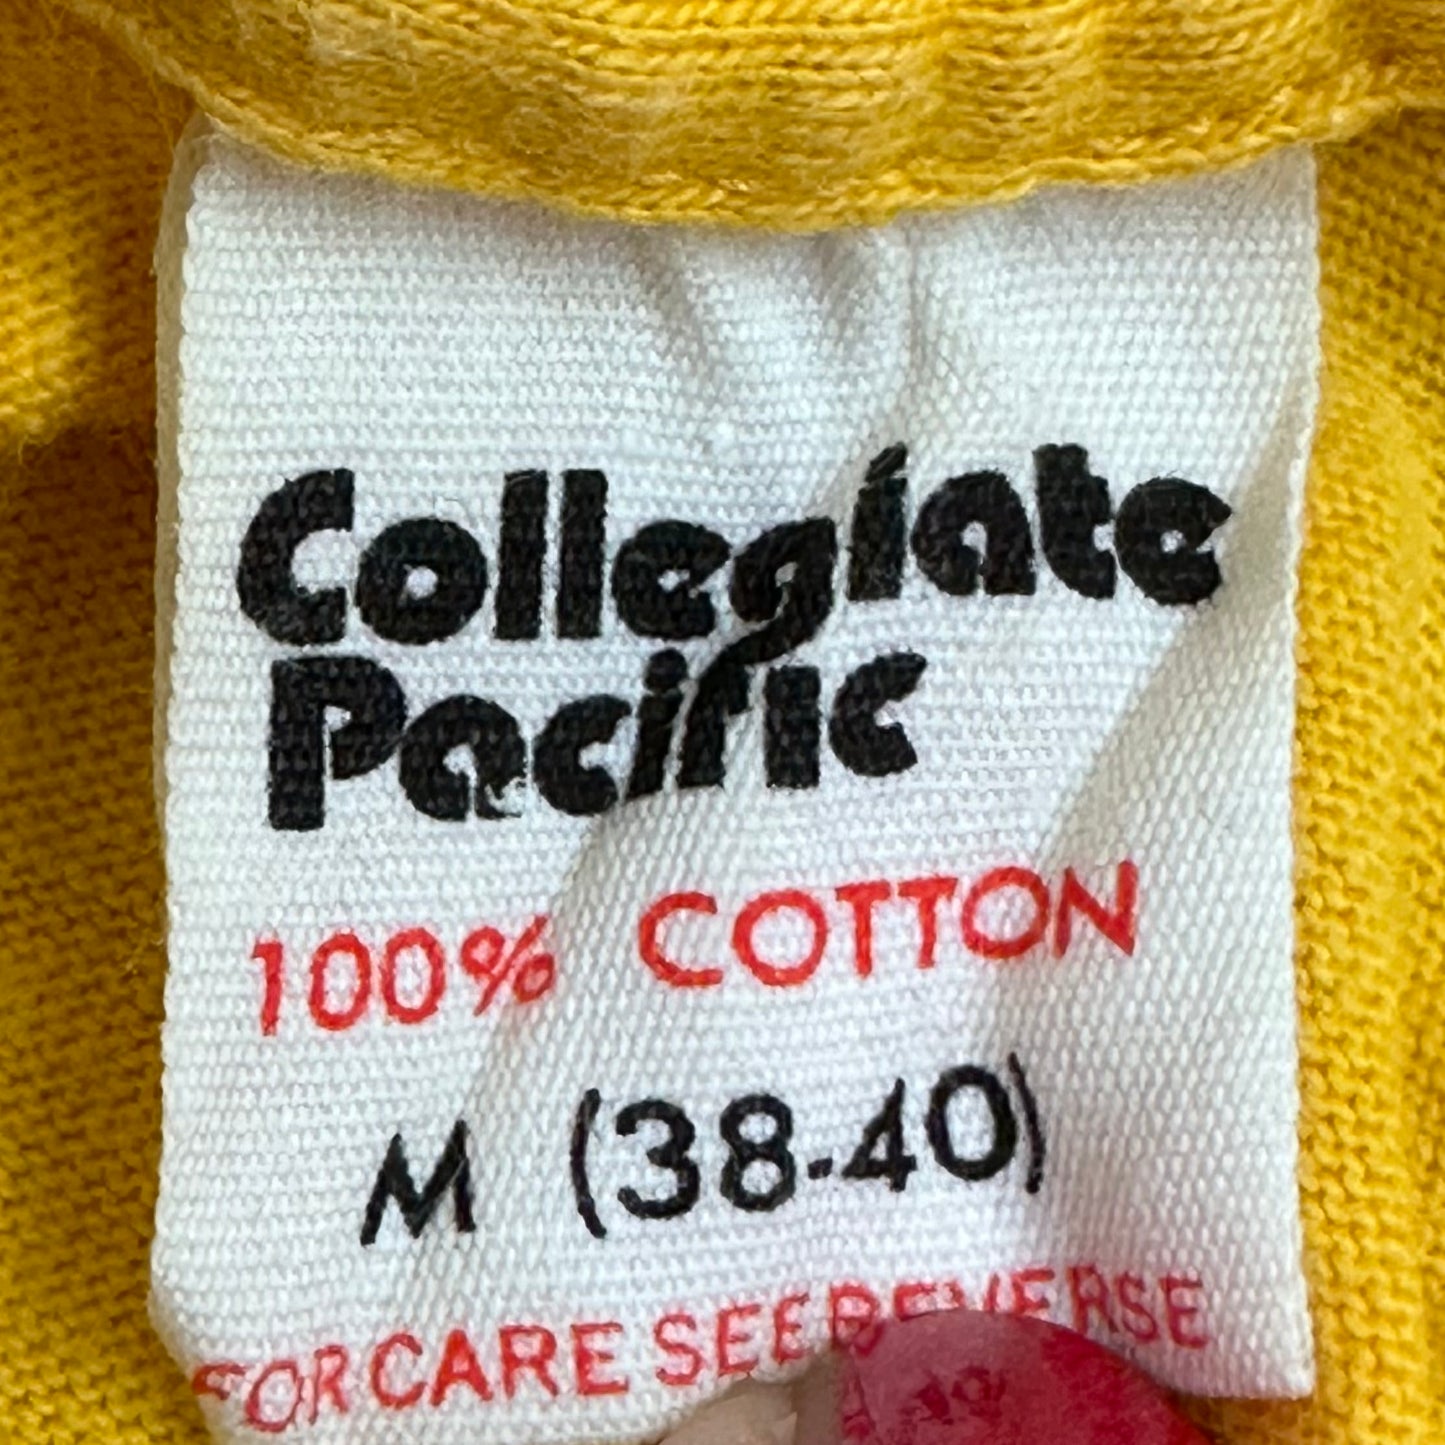 Collegiate
Pacific
100% COTTON
M (38-40)
FOR CARE SEE REVERSE